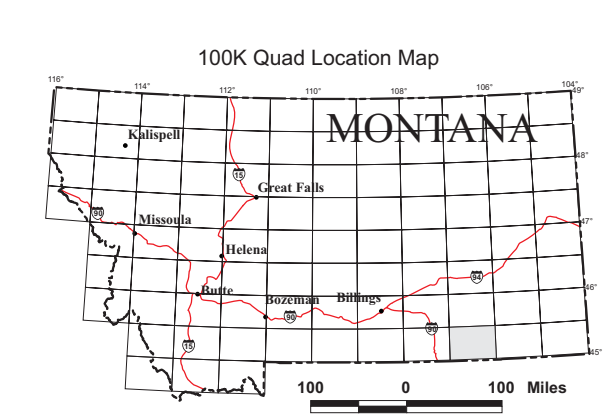 100K Quad Location Map
116° 114° 112° 110° 108° 106° 104°
49°
MONTANA
Kalispell
48°
15
Great Falls
90
Missoula
47°
Helena
94
Butte
Bozeman
Billings
46°
90
90
15
45°
100 0 100 Miles